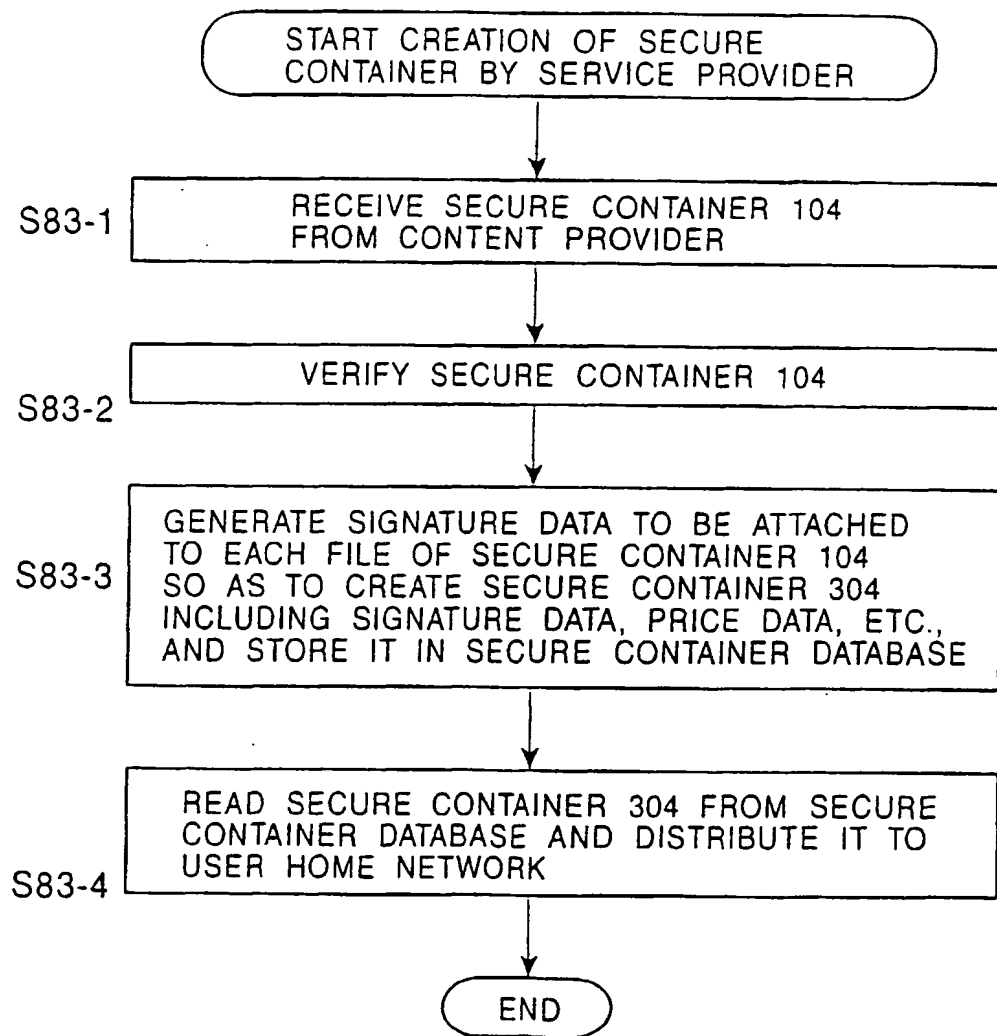 START CREATION OF SECURE
CONTAINER BY SERVICE PROVIDER
S83-1
RECEIVE SECURE CONTAINER 104
FROM CONTENT PROVIDER
S83-2
VERIFY SECURE CONTAINER 104
S83-3
GENERATE SIGNATURE DATA TO BE ATTACHED
TO EACH FILE OF SECURE CONTAINER 104
SO AS TO CREATE SECURE CONTAINER 304
INCLUDING SIGNATURE DATA, PRICE DATA, ETC.,
AND STORE IT IN SECURE CONTAINER DATABASE
S83-4
READ SECURE CONTAINER 304 FROM SECURE
CONTAINER DATABASE AND DISTRIBUTE IT TO
USER HOME NETWORK
END